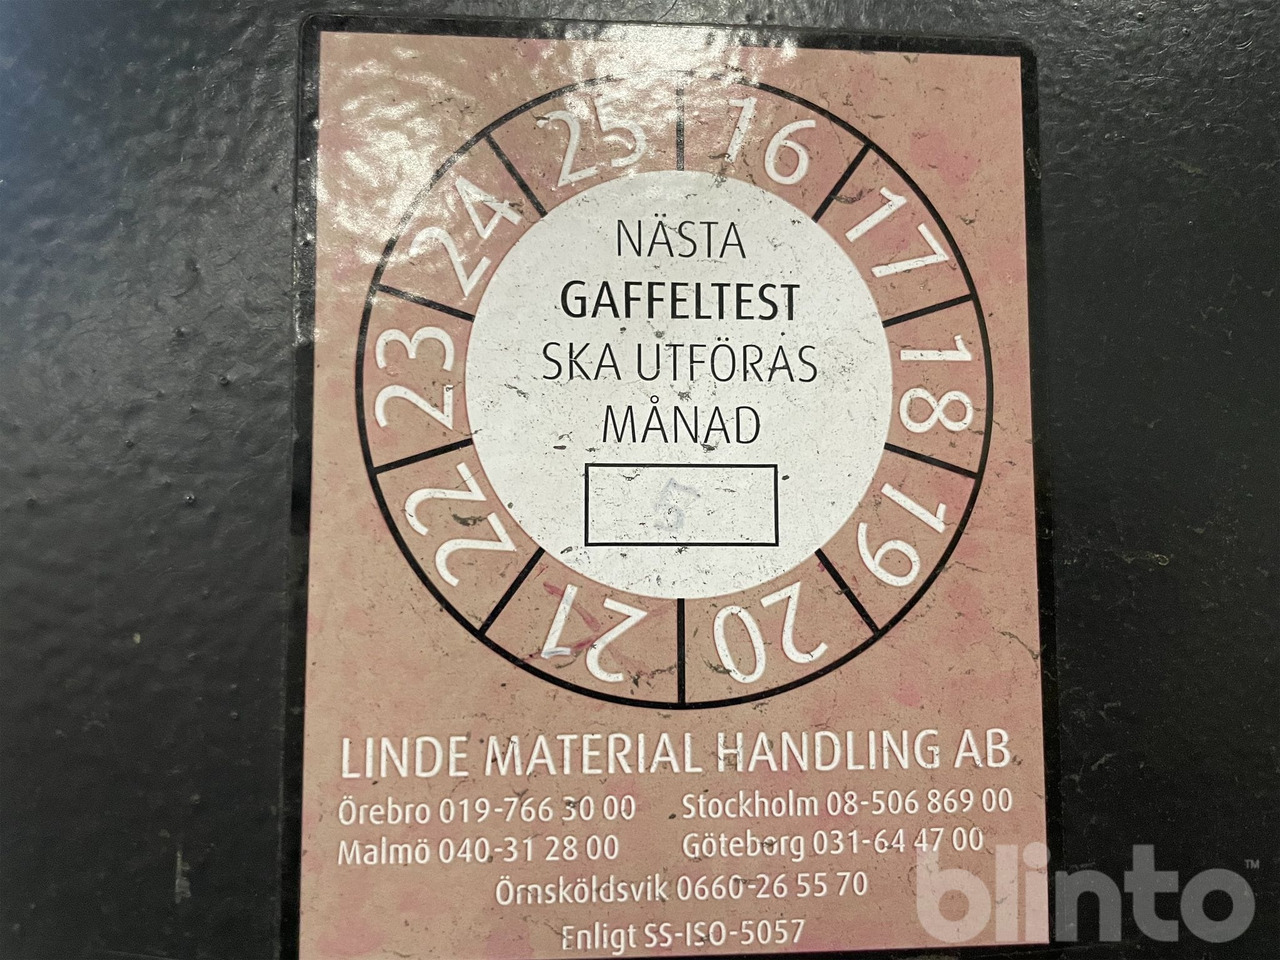 25 16
24 17
23 18
22 19
21 20
NÄSTA
GAFFELTEST
SKA UTFÖRAS
MÅNAD
5
LINDE MATERIAL HANDLING AB
Örebro 019-766 30 00 Stockholm 08-506 869 00
Malmö 040-31 28 00 Göteborg 031-64 47 00
Örnsköldsvik 0660-26 55 70
Enligt SS-ISO-5057
blinto™